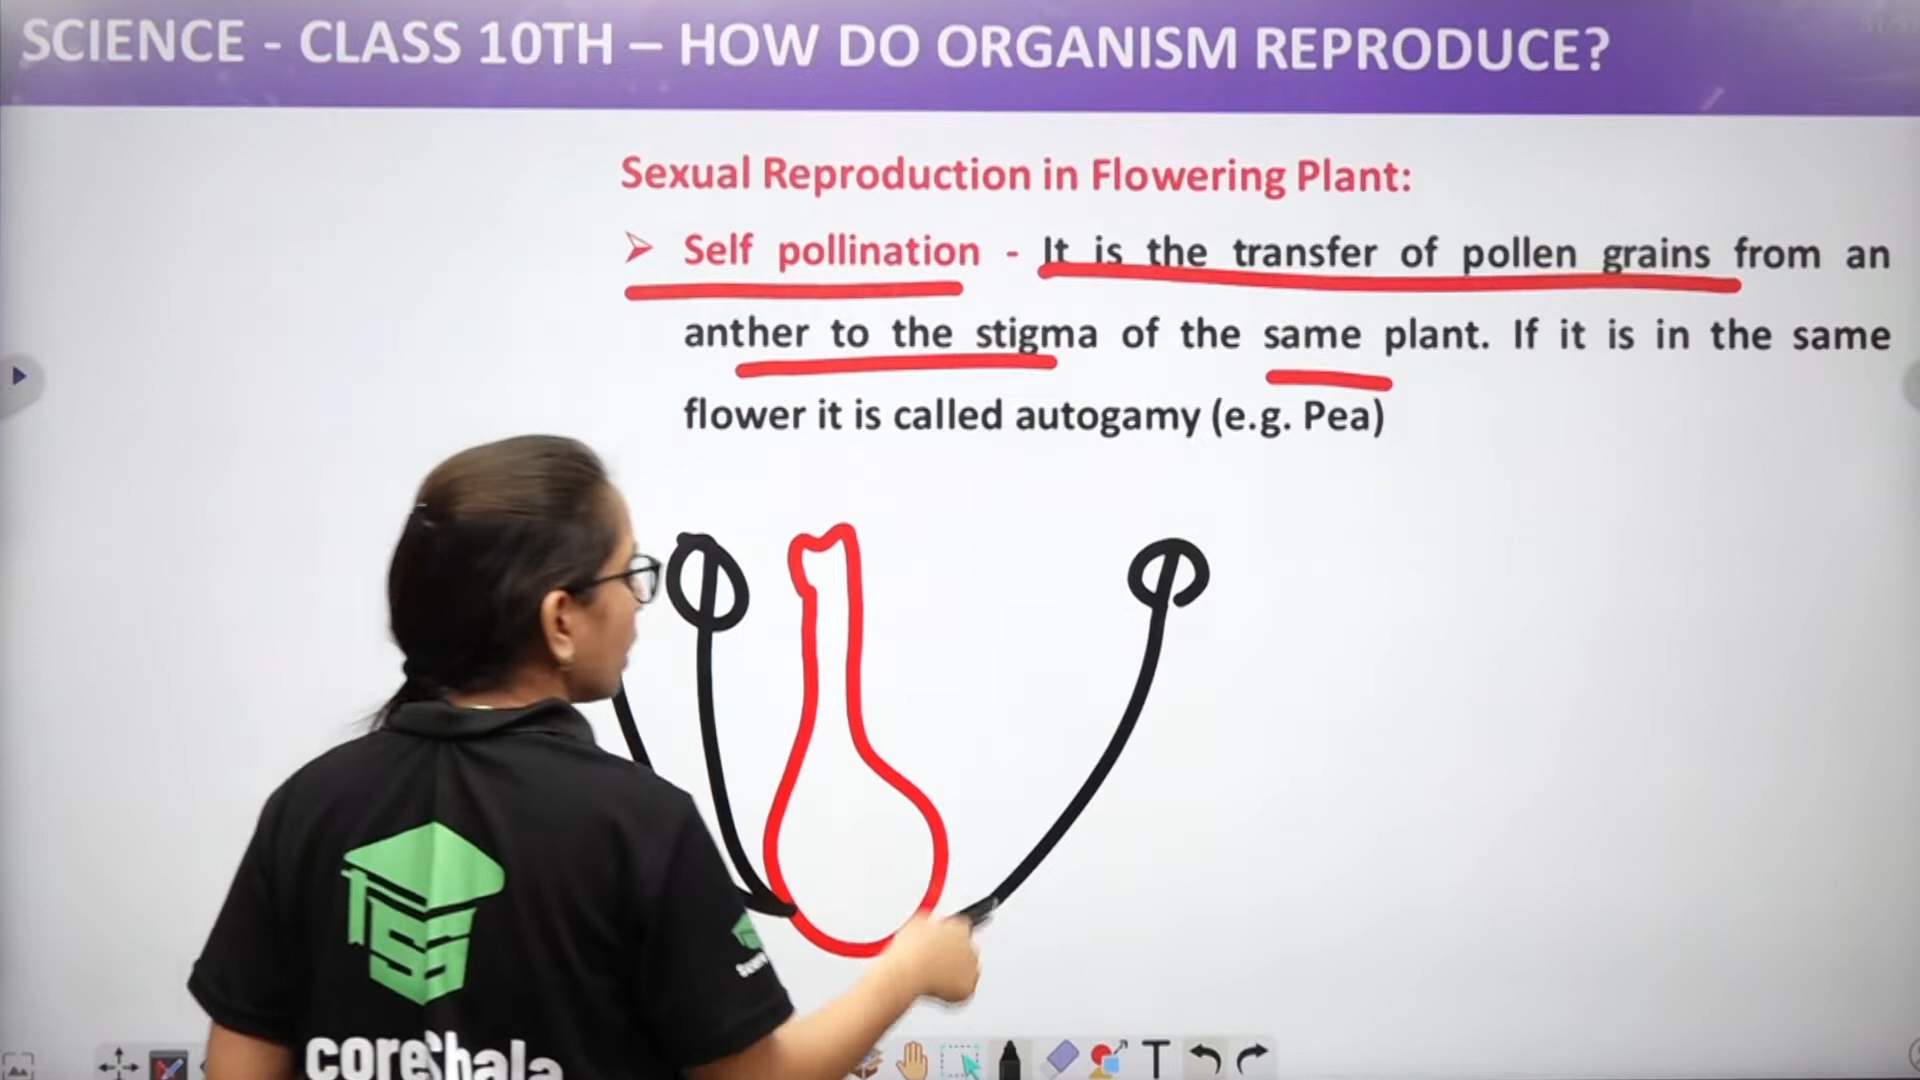 SCIENCE - CLASS 10TH – HOW DO ORGANISM REPRODUCE?
Sexual Reproduction in Flowering Plant:
➢ Self pollination - It is the transfer of pollen grains from an
anther to the stigma of the same plant. If it is in the same
flower it is called autogamy (e.g. Pea)
coreShala
T